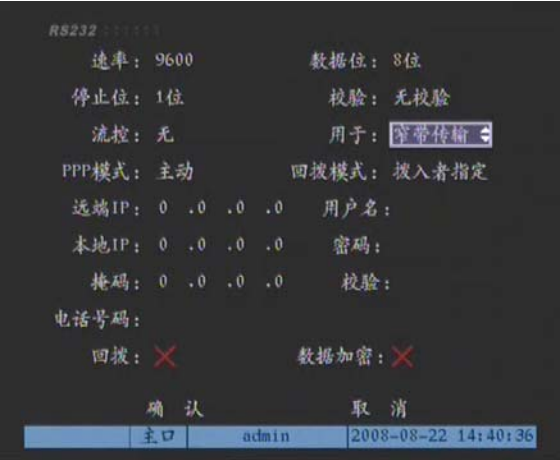 RS232
速率: 9600 数据位: 8位
停止位: 1位 校验: 无校验
流控: 无 用于: 窄带传输
PPP模式: 主动 回拨模式: 拨入者指定
远端IP: 0 .0 .0 .0 用户名:
本地IP: 0 .0 .0 .0 密码:
掩码: 0 .0 .0 .0 校验:
电话号码:
回拨: 数据加密:
确 认 取 消
主口 admin 2008-08-22 14:40:36